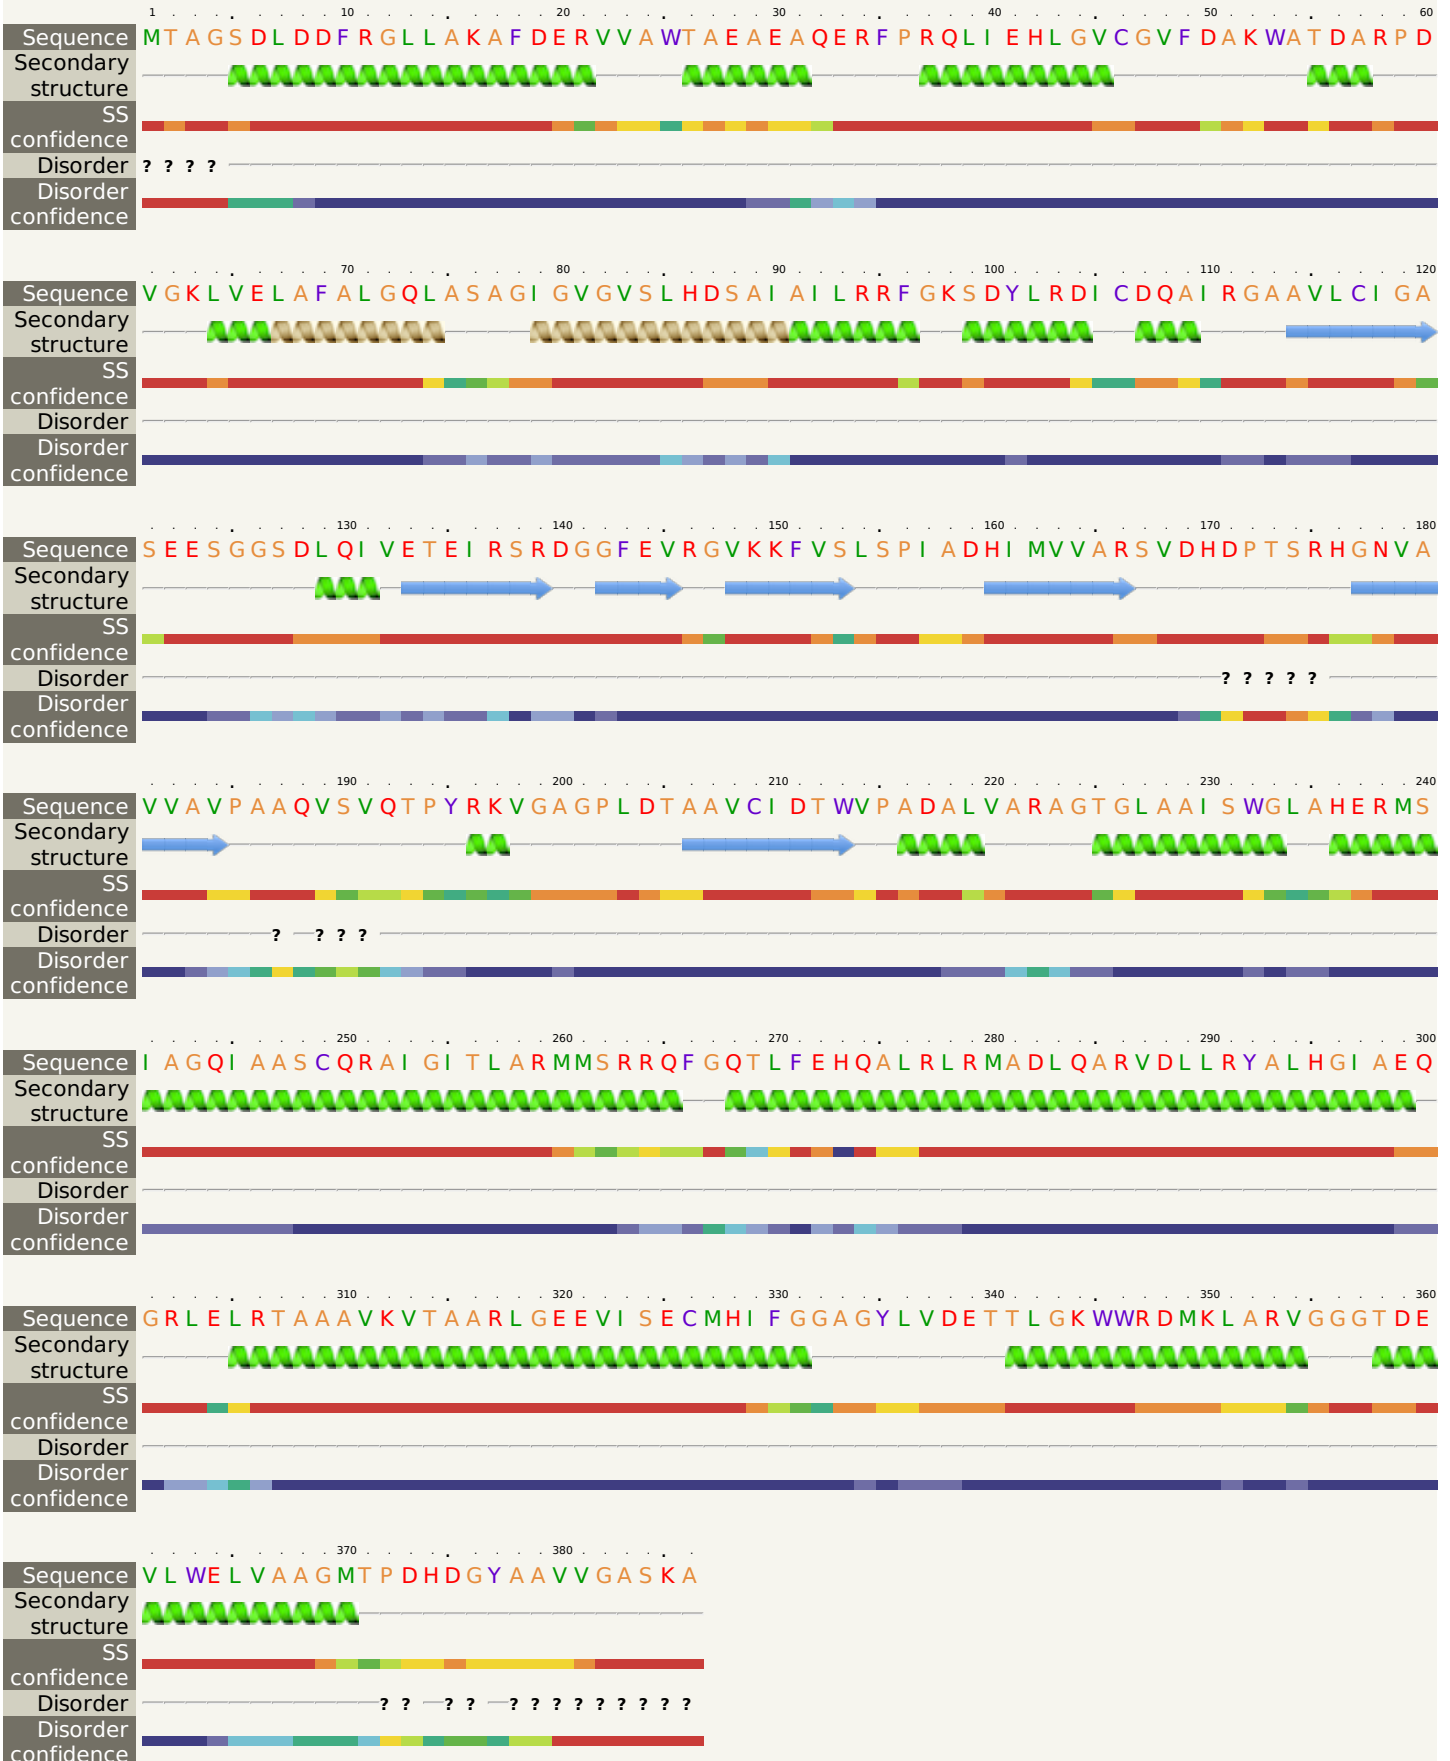 1 10 20 30 40 50 60
Sequence MTAGSDLDDFRGLLAKAFDERVVAWTAEAEAQERFPRQLIEHLGVCGVFDAKWATDARPD
Secondary
structure
SS
confidence
Disorder ? ? ? ?
Disorder
confidence
70 80 90 100 110 120
Sequence VGKLVELAFALGQLASAGIGVGVSLHDSAIAILRRFGKSDYLRDICDQAIRGAAVLCIGA
Secondary
structure
SS
confidence
Disorder
Disorder
confidence
130 140 150 160 170 180
Sequence SEESGGSDLQIVETEIRSRDGGFEVRGVKKFVSLSPIADHIMVVARSVDHDPTSRHGNVA
Secondary
structure
SS
confidence
Disorder ? ? ? ? ?
Disorder
confidence
190 200 210 220 230 240
Sequence VVAVPAAQVSVQTPYRKVGAGPLDTAAVCIDTWVPADALVARAGTGLAAISWGLAHERMS
Secondary
structure
SS
confidence
Disorder ? ? ? ?
Disorder
confidence
250 260 270 280 290 300
Sequence IAGQIAASCQRAIGITLARMMSRRQFGQTLFEHQALRLRMADLQARVDLLRYALHGIAEQ
Secondary
structure
SS
confidence
Disorder
Disorder
confidence
310 320 330 340 350 360
Sequence GRLELRTAAAVKVTAARLGEEVISECMHIFGGAGYLVDETTLGKWWRDMKLARVGGGTDE
Secondary
structure
SS
confidence
Disorder
Disorder
confidence
370 380
Sequence VLWELVAAGMTPDHDGYAAVVGASKA
Secondary
structure
SS
confidence
Disorder ? ? ? ? ? ? ? ? ? ? ? ? ?
Disorder
confidence